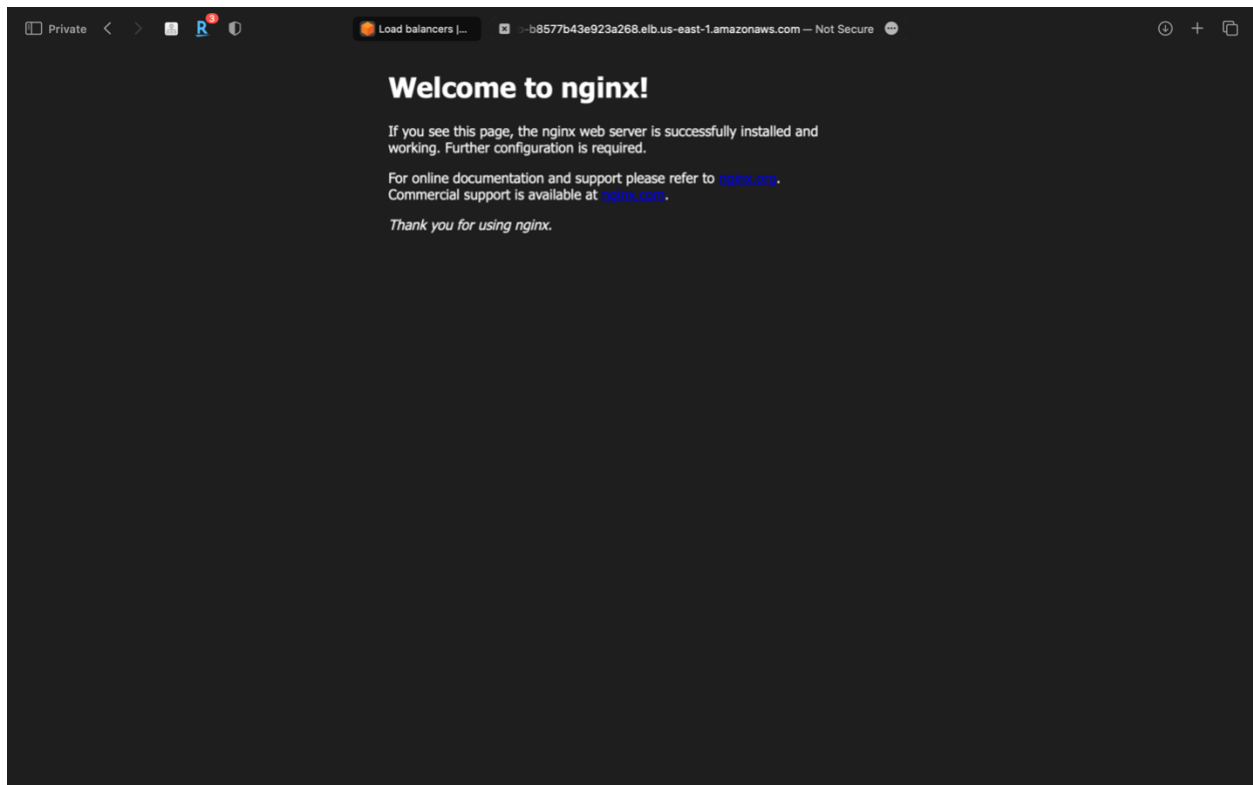 Private
R
3
Load balancers |...
-b8577b43e923a268.elb.us-east-1.amazonaws.com — Not Secure
Welcome to nginx!
If you see this page, the nginx web server is successfully installed and
working. Further configuration is required.
For online documentation and support please refer to nginx.org.
Commercial support is available at nginx.com.
Thank you for using nginx.